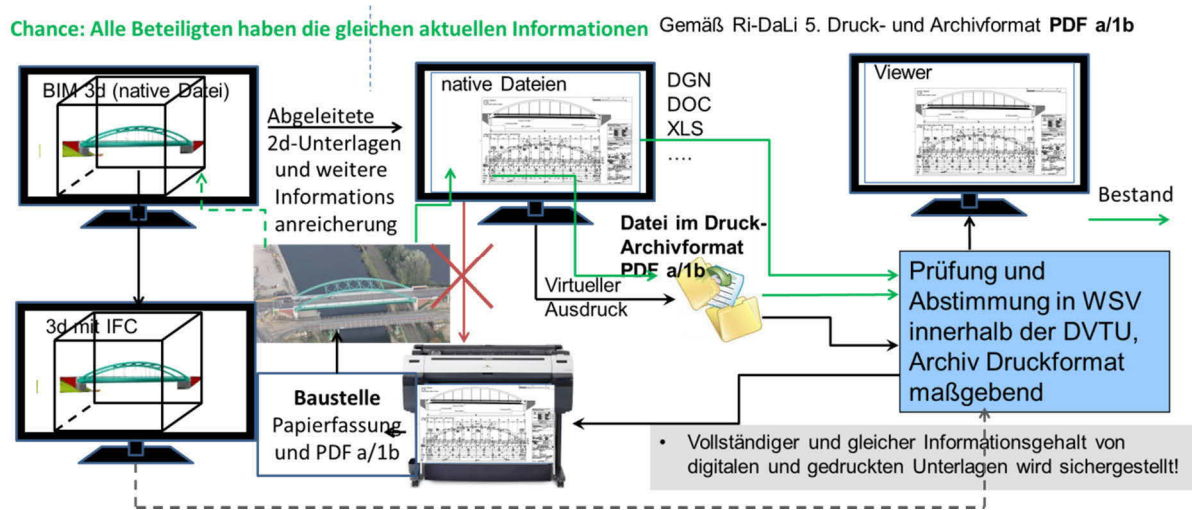 Chance: Alle Beteiligten haben die gleichen aktuellen Informationen
Gemäß Ri-DaLi 5. Druck- und Archivformat PDF a/1b
BIM 3d (native Datei)
Abgeleitete
2d-Unterlagen
und weitere
Informations
anreicherung
native Dateien
DGN
DOC
XLS
....
Viewer
Bestand
Datei im Druck-
Archivformat
PDF a/1b
Virtueller
Ausdruck
Prüfung und
Abstimmung in WSV
innerhalb der DVTU,
Archiv Druckformat
maßgebend
3d mit IFC
Baustelle
Papierfassung
und PDF a/1b
• Vollständiger und gleicher Informationsgehalt von
digitalen und gedruckten Unterlagen wird sichergestellt!